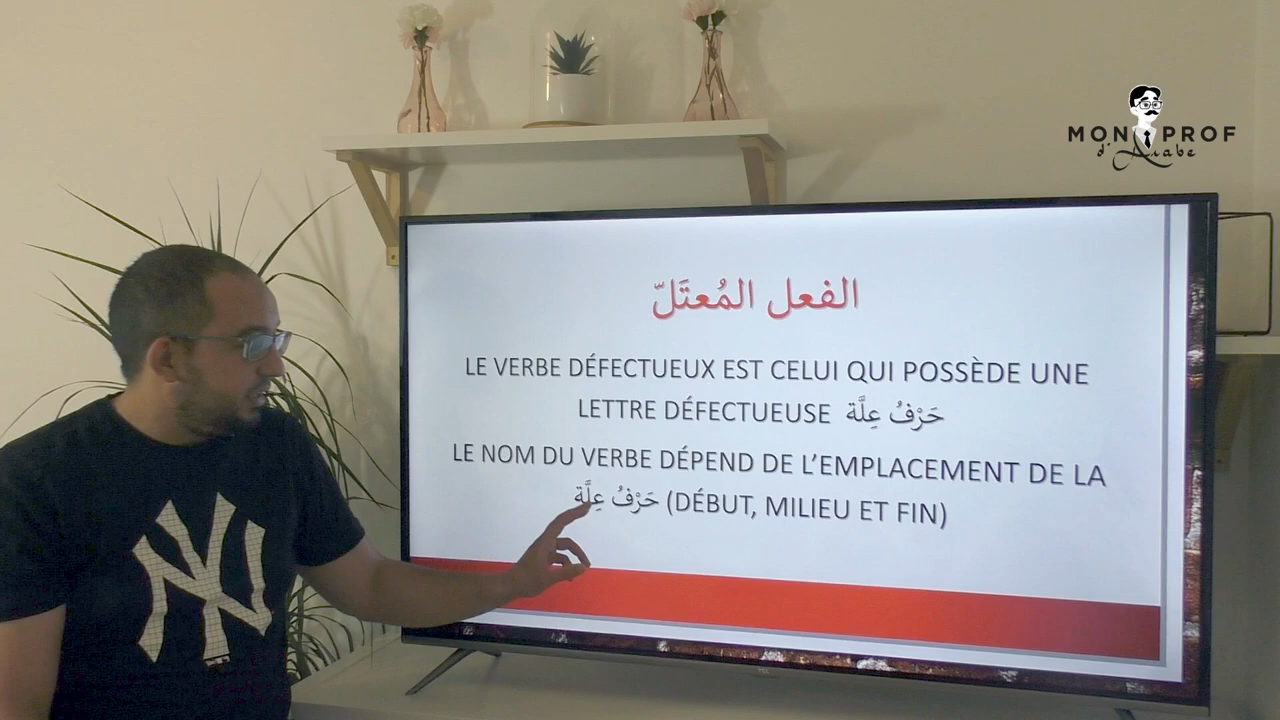 MON PROF
d'Arabe
الفعل المُعتَلّ
LE VERBE DÉFECTUEUX EST CELUI QUI POSSÈDE UNE
LETTRE DÉFECTUEUSE حَرْفُ عِلَّة
LE NOM DU VERBE DÉPEND DE L’EMPLACEMENT DE LA
حَرْفُ عِلَّة (DÉBUT, MILIEU ET FIN)
NY